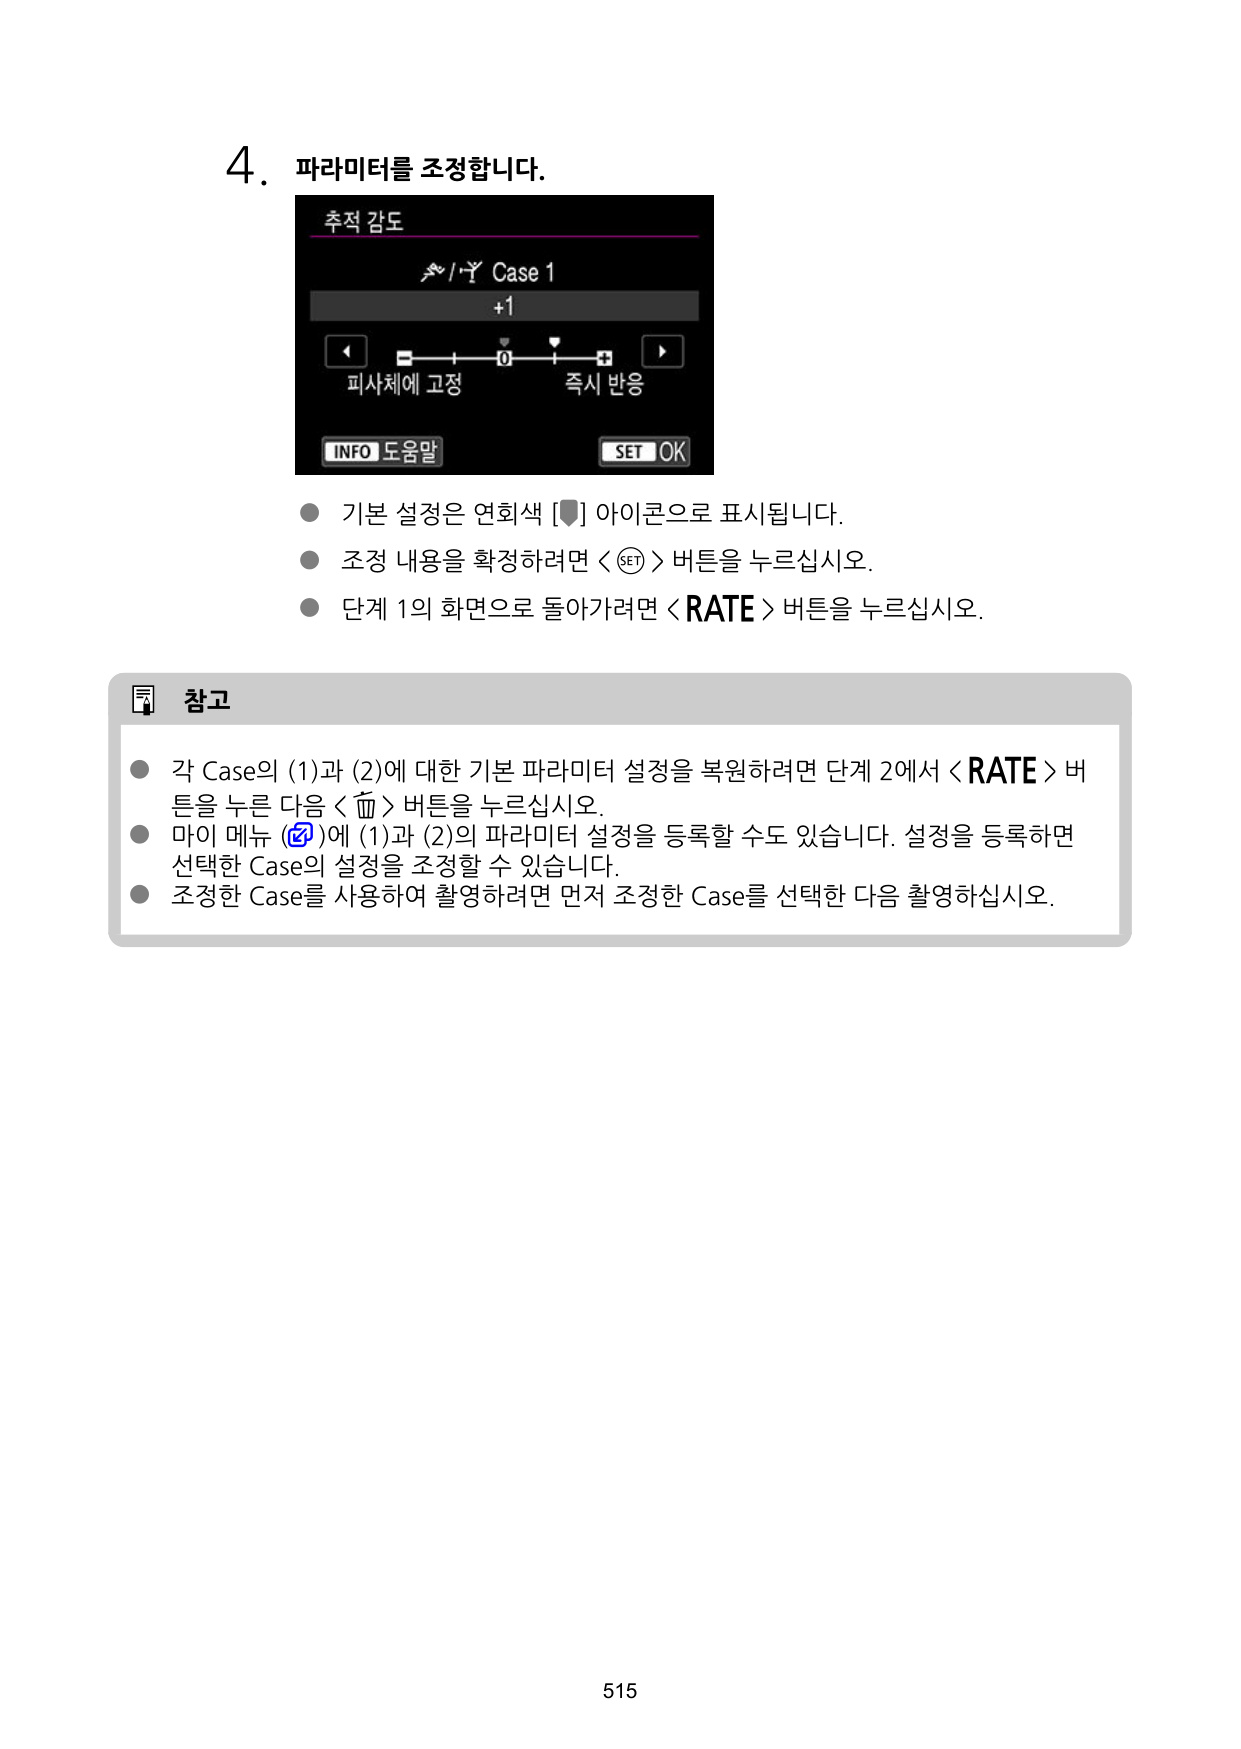 4. 파라미터를 조정합니다.
추적 감도
/ Case 1
+1
0
피사체에 고정 즉시 반응
INFO 도움말 SET OK
● 기본 설정은 연회색 [ ] 아이콘으로 표시됩니다.
● 조정 내용을 확정하려면 < SET > 버튼을 누르십시오.
● 단계 1의 화면으로 돌아가려면 < RATE > 버튼을 누르십시오.
참고
● 각 Case의 (1)과 (2)에 대한 기본 파라미터 설정을 복원하려면 단계 2에서 < RATE > 버
튼을 누른 다음 < > 버튼을 누르십시오.
● 마이 메뉴 ( )에 (1)과 (2)의 파라미터 설정을 등록할 수도 있습니다. 설정을 등록하면
선택한 Case의 설정을 조정할 수 있습니다.
● 조정한 Case를 사용하여 촬영하려면 먼저 조정한 Case를 선택한 다음 촬영하십시오.
515